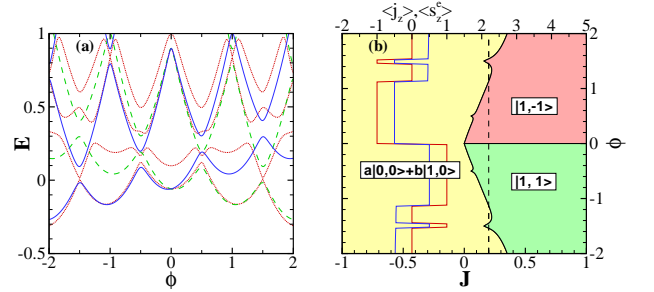 <j_z>,<s_z^e>
-1 0 1 2 3 4 5
1
(a)
(b)
2
|1,-1>
1
0.5
E
0
ϕ
a|0,0>+b|1,0>
|1, 1>
0
-1
-0.5
-2
-2 -1 0 1 2
-1 -0.5 0 0.5 1
ϕ
J